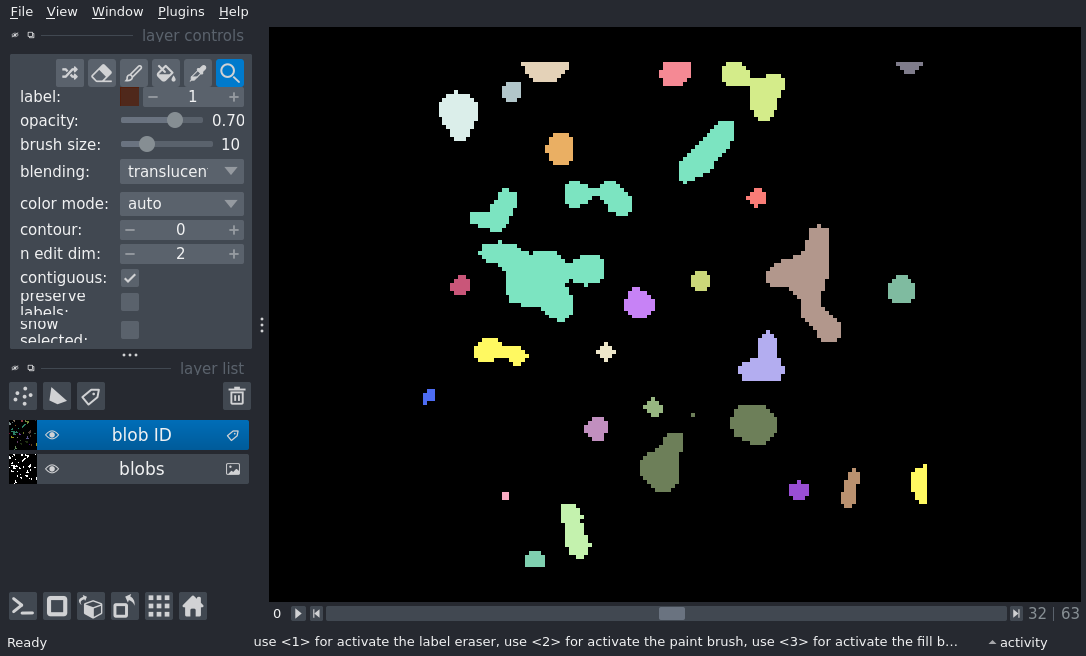 File View Window Plugins Help
layer controls
label: 1
opacity: 0.70
brush size: 10
blending: translucen
color mode: auto
contour: 0
n edit dim: 2
contiguous:
preserve
labels:
show
selected:
layer list
blob ID
blobs
0 32 63
Ready use <1> for activate the label eraser, use <2> for activate the paint brush, use <3> for activate the fill b... activity